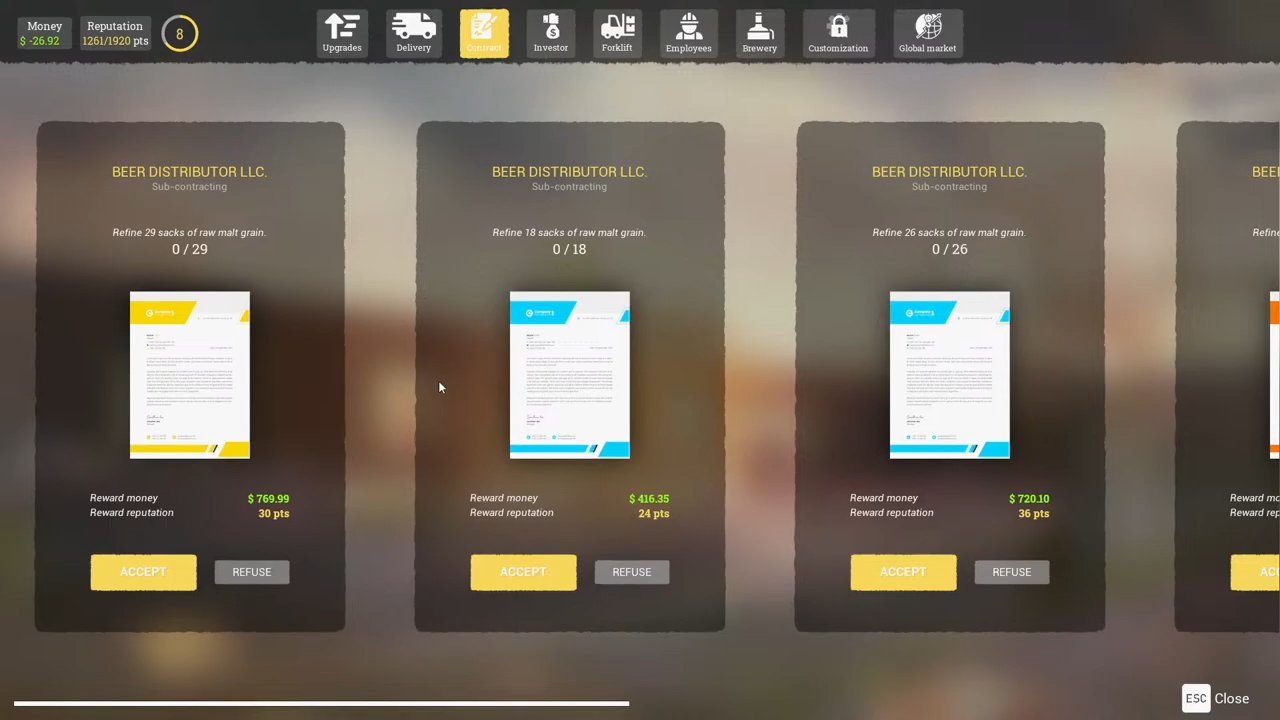 Money
$ -26.92
Reputation
1261/1920 pts
8
Upgrades
Delivery
Contract
Investor
Forklift
Employees
Brewery
Customization
Global market
BEER DISTRIBUTOR LLC.
Sub-contracting
Refine 29 sacks of raw malt grain.
0 / 29
Reward money $ 769.99
Reward reputation 30 pts
ACCEPT REFUSE
BEER DISTRIBUTOR LLC.
Sub-contracting
Refine 18 sacks of raw malt grain.
0 / 18
Reward money $ 416.35
Reward reputation 24 pts
ACCEPT REFUSE
BEER DISTRIBUTOR LLC.
Sub-contracting
Refine 26 sacks of raw malt grain.
0 / 26
Reward money $ 720.10
Reward reputation 36 pts
ACCEPT REFUSE
ESC Close